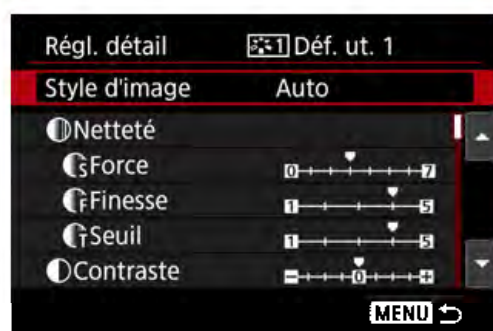 Régl. détail Déf. ut. 1
Style d'image Auto
Netteté
S Force 0 7
F Finesse 1 5
T Seuil 1 5
Contraste - 0 +
MENU